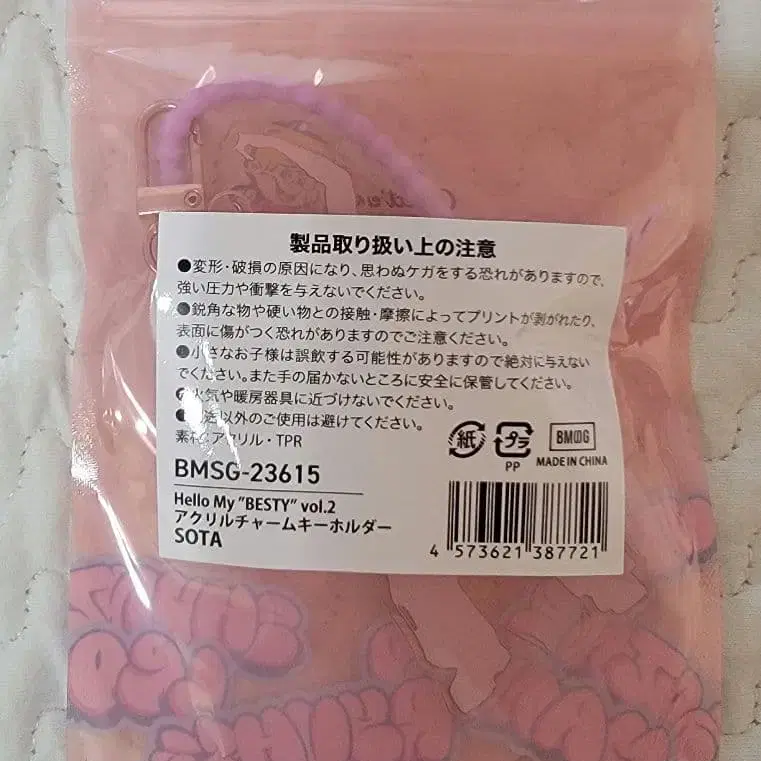 製品取り扱い上の注意
●変形・破損の原因になり、思わぬケガをする恐れがありますので、
強い圧力や衝撃を与えないでください。
●鋭角な物や硬い物との接触・摩擦によってプリントが剥がれたり、
表面に傷がつく恐れがありますのでご注意ください。
●小さなお子様は誤飲する可能性がありますので絶対に与えない
でください。また手の届かないところに安全に保管してください。
●火気や暖房器具に近づけないでください。
以外のご使用は避けてください。
素材:アクリル・TPR
紙 プラ PP
BMSG
MADE IN CHINA
BMSG-23615
Hello My "BESTY" vol.2
アクリルチャームキーホルダー
SOTA
4 573621 387721